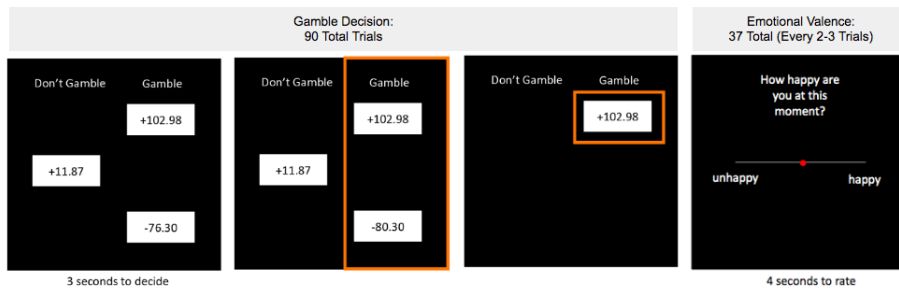 Gamble Decision:
90 Total Trials
Emotional Valence:
37 Total (Every 2-3 Trials)
Don't Gamble Gamble
+102.98
+11.87
-76.30
3 seconds to decide
Don't Gamble Gamble
+102.98
+11.87
-80.30
Don't Gamble Gamble
+102.98
How happy are
you at this
moment?
unhappy happy
4 seconds to rate